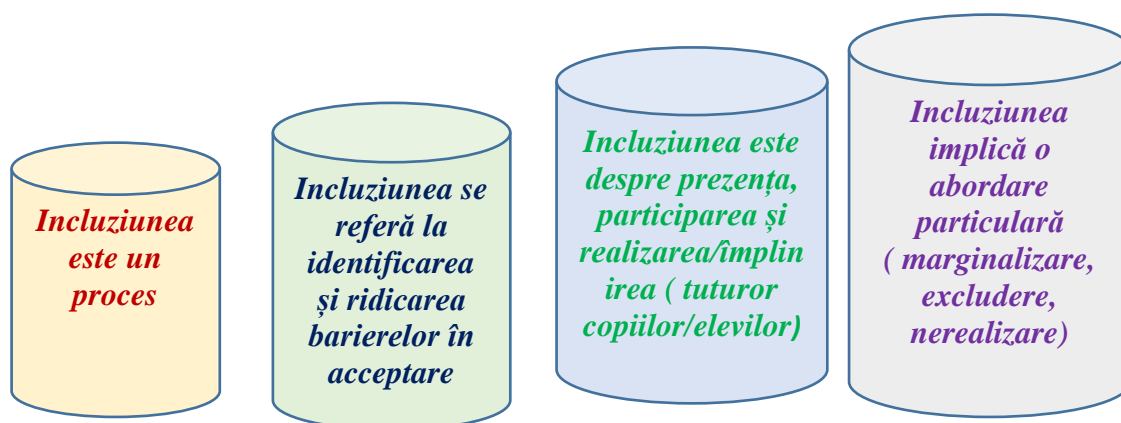 Incluziunea
este un
proces
Incluziunea se
referă la
identificarea
și ridicarea
barierelor în
acceptare
Incluziunea este
despre prezența,
participarea și
realizarea/împlin
irea ( tuturor
copiilor/elevilor)
Incluziunea
implică o
abordare
particulară
( marginalizare,
excludere,
nerealizare)